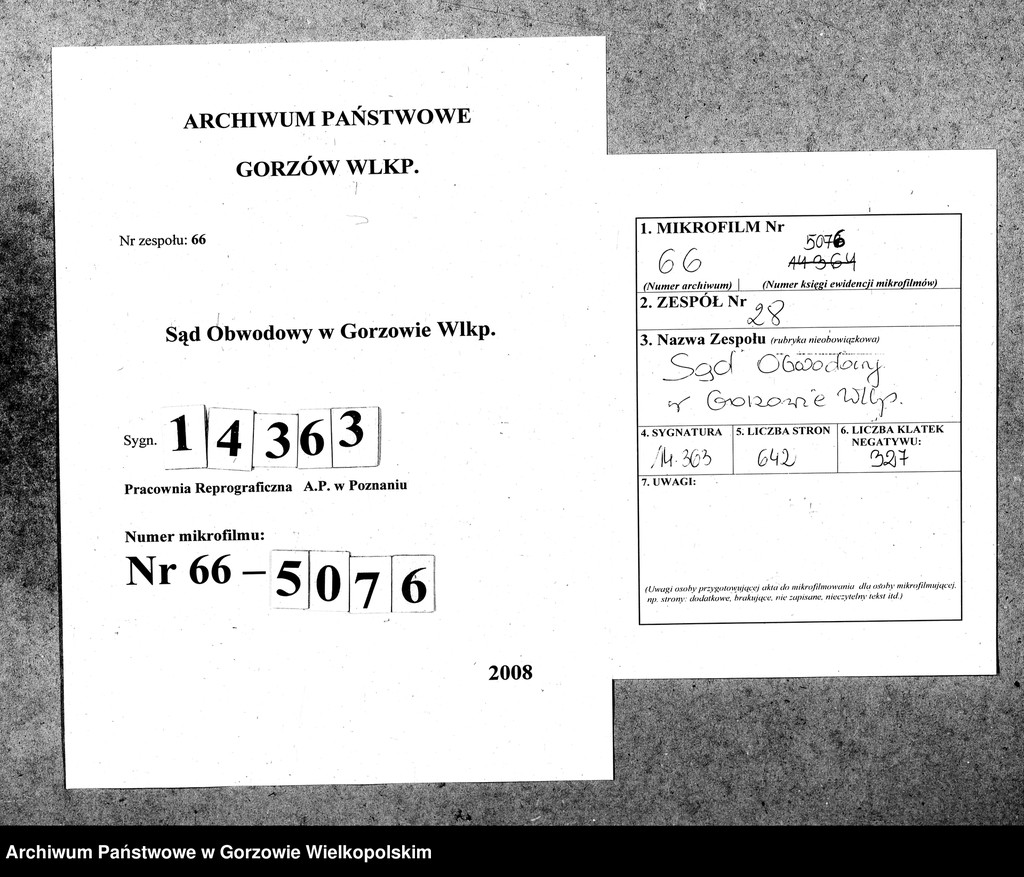 ARCHIWUM PAŃSTWOWE
GORZÓW WLKP.
Nr zespołu: 66
Sąd Obwodowy w Gorzowie Wlkp.
Sygn. 14363
Pracownia Reprograficzna A.P. w Poznaniu
Numer mikrofilmu:
Nr 66 – 5076
2008
1. MIKROFILM Nr
5076
66 14364
(Numer archiwum) (Numer księgi ewidencji mikrofilmów)
2. ZESPÓŁ Nr
28
3. Nazwa Zespołu (rubryka nieobowiązkowa)
Sąd Obwodowy
w Gorzowie Wlkp.
4. SYGNATURA 5. LICZBA STRON 6. LICZBA KLATEK
NEGATYWU:
14.363 642 327
7. UWAGI:
(Uwagi osoby przygotowującej akta do mikrofilmowania dla osoby mikrofilmującej.
np. strony: dodatkowe, brakujące, nie zapisane, nieczytelny tekst itd.)
Archiwum Państwowe w Gorzowie Wielkopolskim